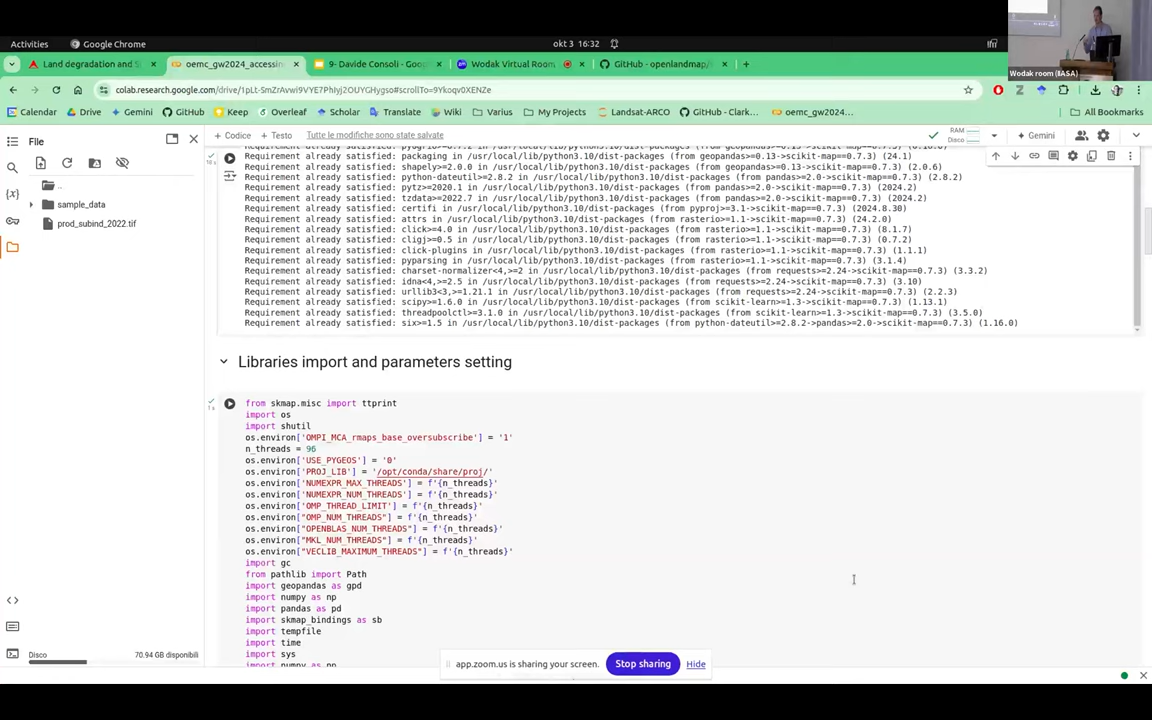 Activities
Google Chrome
okt 3 16:32
Wodak room (IIASA)
Land degradation and S
oemc_gw2024_accessin
9- Davide Consoli - Goog
Wodak Virtual Room
GitHub - openlandmap/
colab.research.google.com/drive/1pLt-SmZrAvwi9VYE7PhIyj2OUYGHygso#scrollTo=9Ykoqv0XENZe
Calendar
Drive
Gemini
GitHub
Keep
Overleaf
Scholar
Translate
Wiki
Varius
My Projects
Landsat-ARCO
GitHub - Clark...
oemc_gw2024_ac...
All Bookmarks
File
+ Codice + Testo
Tutte le modifiche sono state salvate
RAM
Disco
Gemini
..
sample_data
prod_subind_2022.tif
Requirement already satisfied: packaging in /usr/local/lib/python3.10/dist-packages (from geopandas>=0.13->scikit-map==0.7.3) (24.1)
Requirement already satisfied: shapely>=2.0 in /usr/local/lib/python3.10/dist-packages (from geopandas>=0.13->scikit-map==0.7.3) (2.0.6)
Requirement already satisfied: python-dateutil>=2.8.2 in /usr/local/lib/python3.10/dist-packages (from pandas>=2.0->scikit-map==0.7.3) (2.8.2)
Requirement already satisfied: pytz>=2020.1 in /usr/local/lib/python3.10/dist-packages (from pandas>=2.0->scikit-map==0.7.3) (2024.2)
Requirement already satisfied: tzdata>=2022.7 in /usr/local/lib/python3.10/dist-packages (from pandas>=2.0->scikit-map==0.7.3) (2024.2)
Requirement already satisfied: certifi in /usr/local/lib/python3.10/dist-packages (from pyproj>=3.1->scikit-map==0.7.3) (2024.8.30)
Requirement already satisfied: attrs in /usr/local/lib/python3.10/dist-packages (from rasterio>=1.1->scikit-map==0.7.3) (24.2.0)
Requirement already satisfied: click>=4.0 in /usr/local/lib/python3.10/dist-packages (from rasterio>=1.1->scikit-map==0.7.3) (8.1.7)
Requirement already satisfied: cligj>=0.5 in /usr/local/lib/python3.10/dist-packages (from rasterio>=1.1->scikit-map==0.7.3) (0.7.2)
Requirement already satisfied: click-plugins in /usr/local/lib/python3.10/dist-packages (from rasterio>=1.1->scikit-map==0.7.3) (1.1.1)
Requirement already satisfied: pyparsing in /usr/local/lib/python3.10/dist-packages (from rasterio>=1.1->scikit-map==0.7.3) (3.1.4)
Requirement already satisfied: charset-normalizer<4,>=2 in /usr/local/lib/python3.10/dist-packages (from requests>=2.24->scikit-map==0.7.3) (3.3.2)
Requirement already satisfied: idna<4,>=2.5 in /usr/local/lib/python3.10/dist-packages (from requests>=2.24->scikit-map==0.7.3) (3.10)
Requirement already satisfied: urllib3<3,>=1.21.1 in /usr/local/lib/python3.10/dist-packages (from requests>=2.24->scikit-map==0.7.3) (2.2.3)
Requirement already satisfied: scipy>=1.6.0 in /usr/local/lib/python3.10/dist-packages (from scikit-learn>=1.3->scikit-map==0.7.3) (1.13.1)
Requirement already satisfied: threadpoolctl>=3.1.0 in /usr/local/lib/python3.10/dist-packages (from scikit-learn>=1.3->scikit-map==0.7.3) (3.5.0)
Requirement already satisfied: six>=1.5 in /usr/local/lib/python3.10/dist-packages (from python-dateutil>=2.8.2->pandas>=2.0->scikit-map==0.7.3) (1.16.0)
Libraries import and parameters setting
from skmap.misc import ttprint
import os
import shutil
os.environ['OMPI_MCA_rmaps_base_oversubscribe'] = '1'
n_threads = 96
os.environ['USE_PYGEOS'] = '0'
os.environ['PROJ_LIB'] = '/opt/conda/share/proj/'
os.environ['NUMEXPR_MAX_THREADS'] = f'{n_threads}'
os.environ['NUMEXPR_NUM_THREADS'] = f'{n_threads}'
os.environ['OMP_THREAD_LIMIT'] = f'{n_threads}'
os.environ["OMP_NUM_THREADS"] = f'{n_threads}'
os.environ["OPENBLAS_NUM_THREADS"] = f'{n_threads}'
os.environ["MKL_NUM_THREADS"] = f'{n_threads}'
os.environ["VECLIB_MAXIMUM_THREADS"] = f'{n_threads}'
import gc
from pathlib import Path
import geopandas as gpd
import numpy as np
import pandas as pd
import skmap_bindings as sb
import tempfile
import time
import sys
import numpy as np
Disco
70.94 GB disponibili
app.zoom.us is sharing your screen.
Stop sharing
Hide